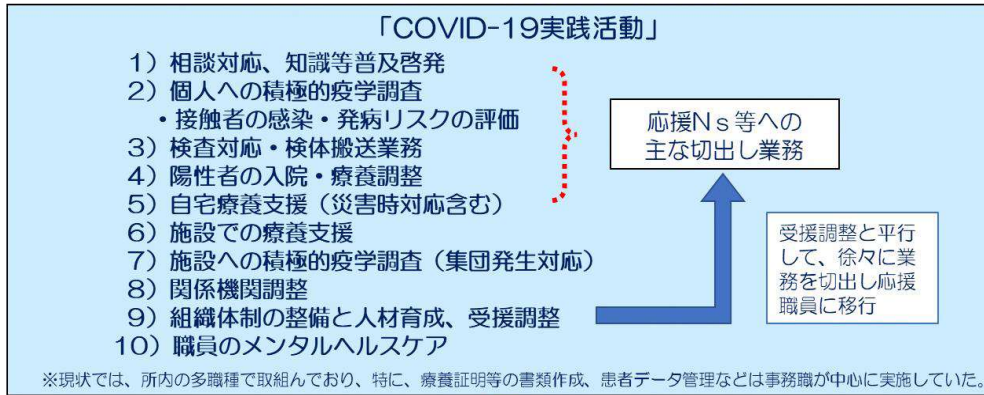 「COVID-19実践活動」
1）相談対応、知識等普及啓発
2）個人への積極的疫学調査
・接触者の感染・発病リスクの評価
3）検査対応・検体搬送業務
4）陽性者の入院・療養調整
5）自宅療養支援（災害時対応含む）
6）施設での療養支援
7）施設への積極的疫学調査（集団発生対応）
8）関係機関調整
9）組織体制の整備と人材育成、受援調整
10）職員のメンタルヘルスケア
応援Ｎｓ等への
主な切出し業務
受援調整と平行
して、徐々に業
務を切出し応援
職員に移行
※現状では、所内の多職種で取組んでおり、特に、療養証明等の書類作成、患者データ管理などは事務職が中心に実施していた。